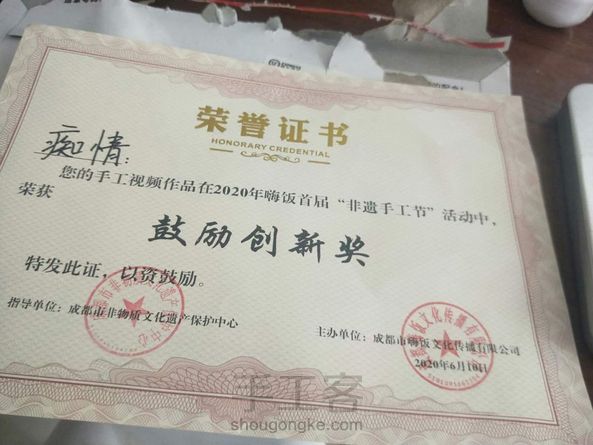 荣誉证书
HONORARY CREDENTIAL
痴情：
您的手工视频作品在2020年嗨饭首届“非遗手工节”活动中，
荣获
鼓励创新奖
特发此证，以资鼓励。
指导单位：成都市非物质文化遗产保护中心
主办单位：成都市嗨饭文化传播有限公司
2020年6月10日
手工客
shougongke.com